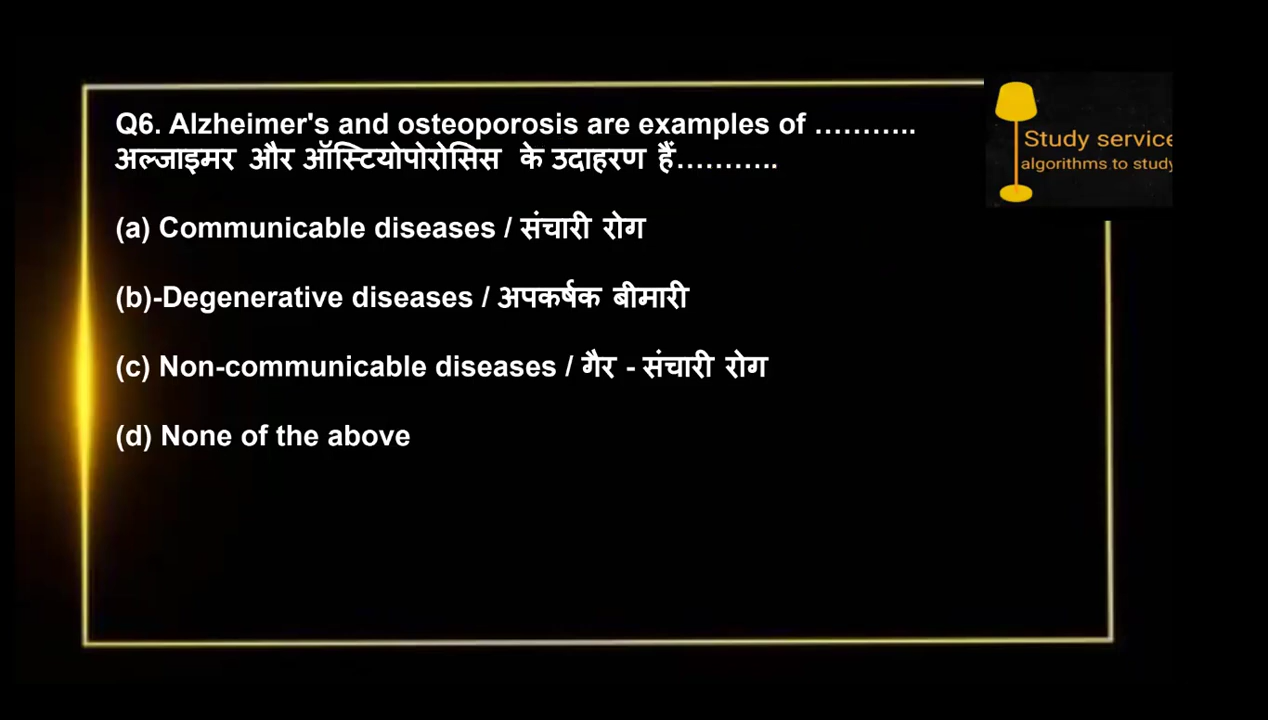 Q6. Alzheimer's and osteoporosis are examples of ………..
अल्जाइमर और ऑस्टियोपोरोसिस के उदाहरण हैं………..
(a) Communicable diseases / संचारी रोग
(b)-Degenerative diseases / अपकर्षक बीमारी
(c) Non-communicable diseases / गैर - संचारी रोग
(d) None of the above
Study service
algorithms to study